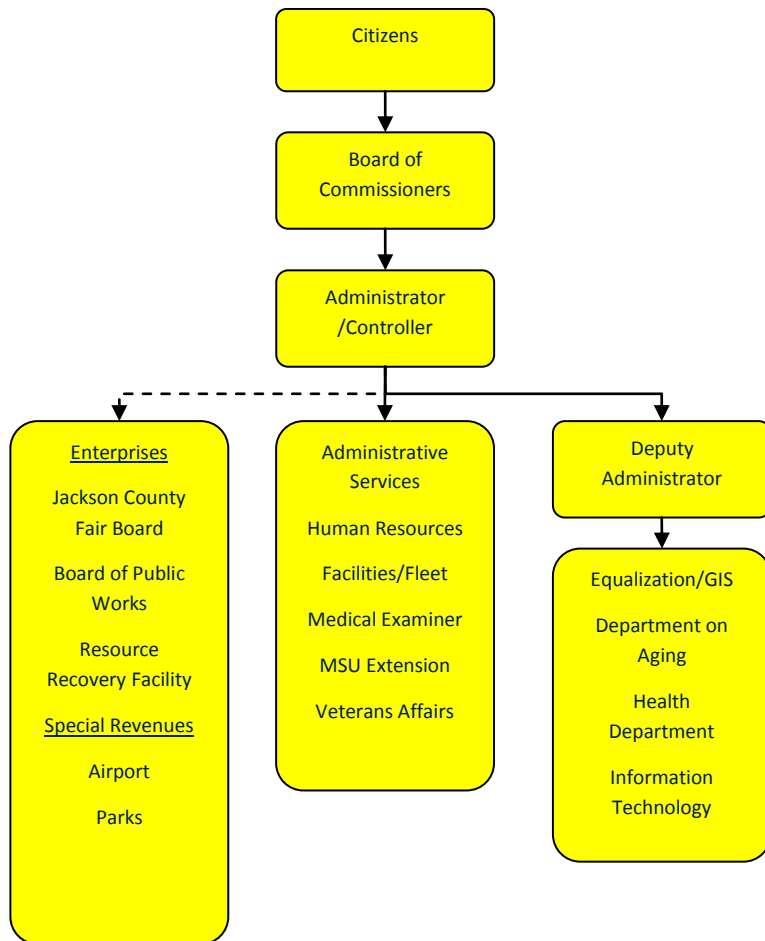 Citizens
Board of
Commissioners
Administrator
/Controller
Enterprises
Jackson County
Fair Board
Board of Public
Works
Resource
Recovery Facility
Special Revenues
Airport
Parks
Administrative
Services
Human Resources
Facilities/Fleet
Medical Examiner
MSU Extension
Veterans Affairs
Deputy
Administrator
Equalization/GIS
Department on
Aging
Health
Department
Information
Technology